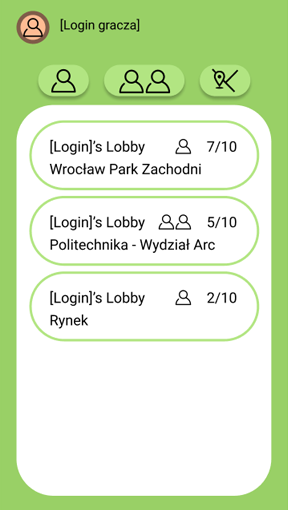 [Login gracza]
[Login]’s Lobby 7/10
Wrocław Park Zachodni
[Login]’s Lobby 5/10
Politechnika - Wydział Arc
[Login]’s Lobby 2/10
Rynek